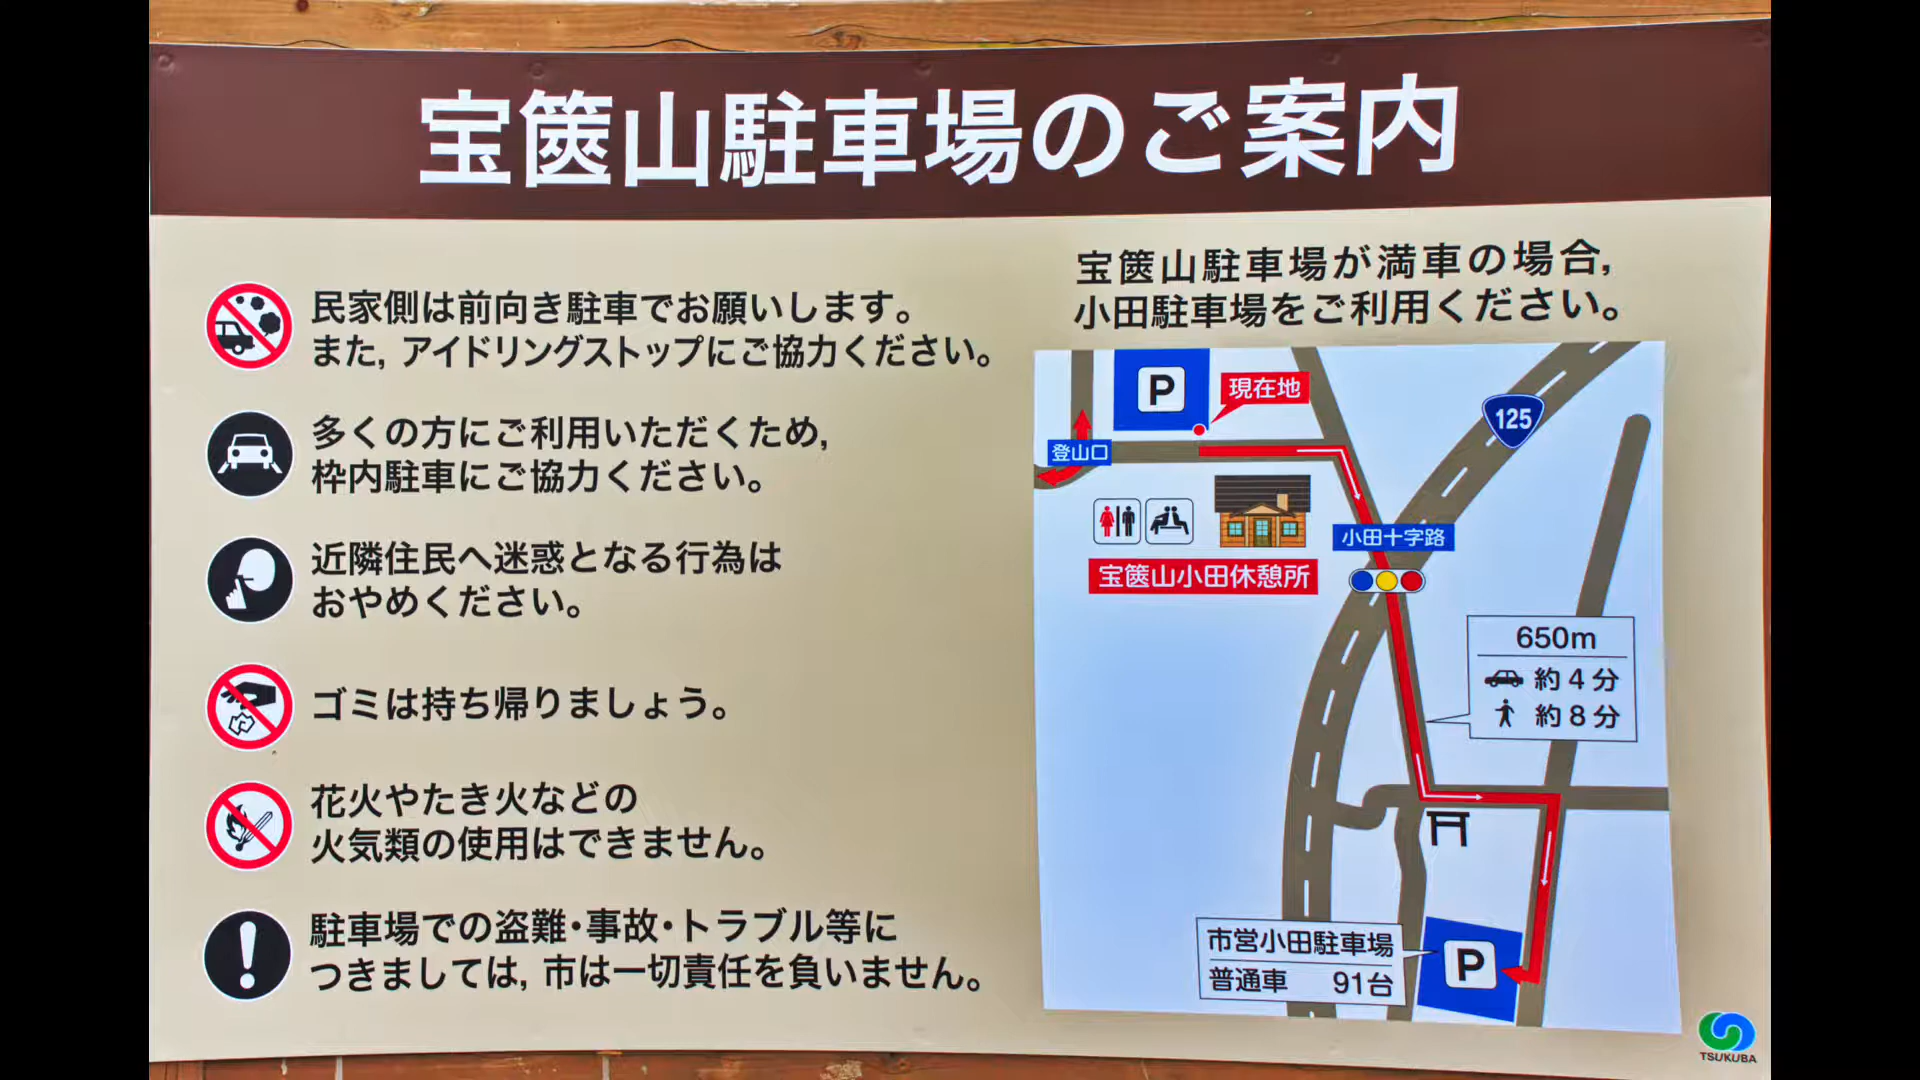 宝篋山駐車場のご案内
民家側は前向き駐車でお願いします。
また, アイドリングストップにご協力ください。
多くの方にご利用いただくため,
枠内駐車にご協力ください。
近隣住民へ迷惑となる行為は
おやめください。
ゴミは持ち帰りましょう。
花火やたき火などの
火気類の使用はできません。
駐車場での盗難・事故・トラブル等に
つきましては, 市は一切責任を負いません。
宝篋山駐車場が満車の場合,
小田駐車場をご利用ください。
P
現在地
125
登山口
小田十字路
宝篋山小田休憩所
650m
約4分
約8分
市営小田駐車場
普通車 91台
P
TSUKUBA